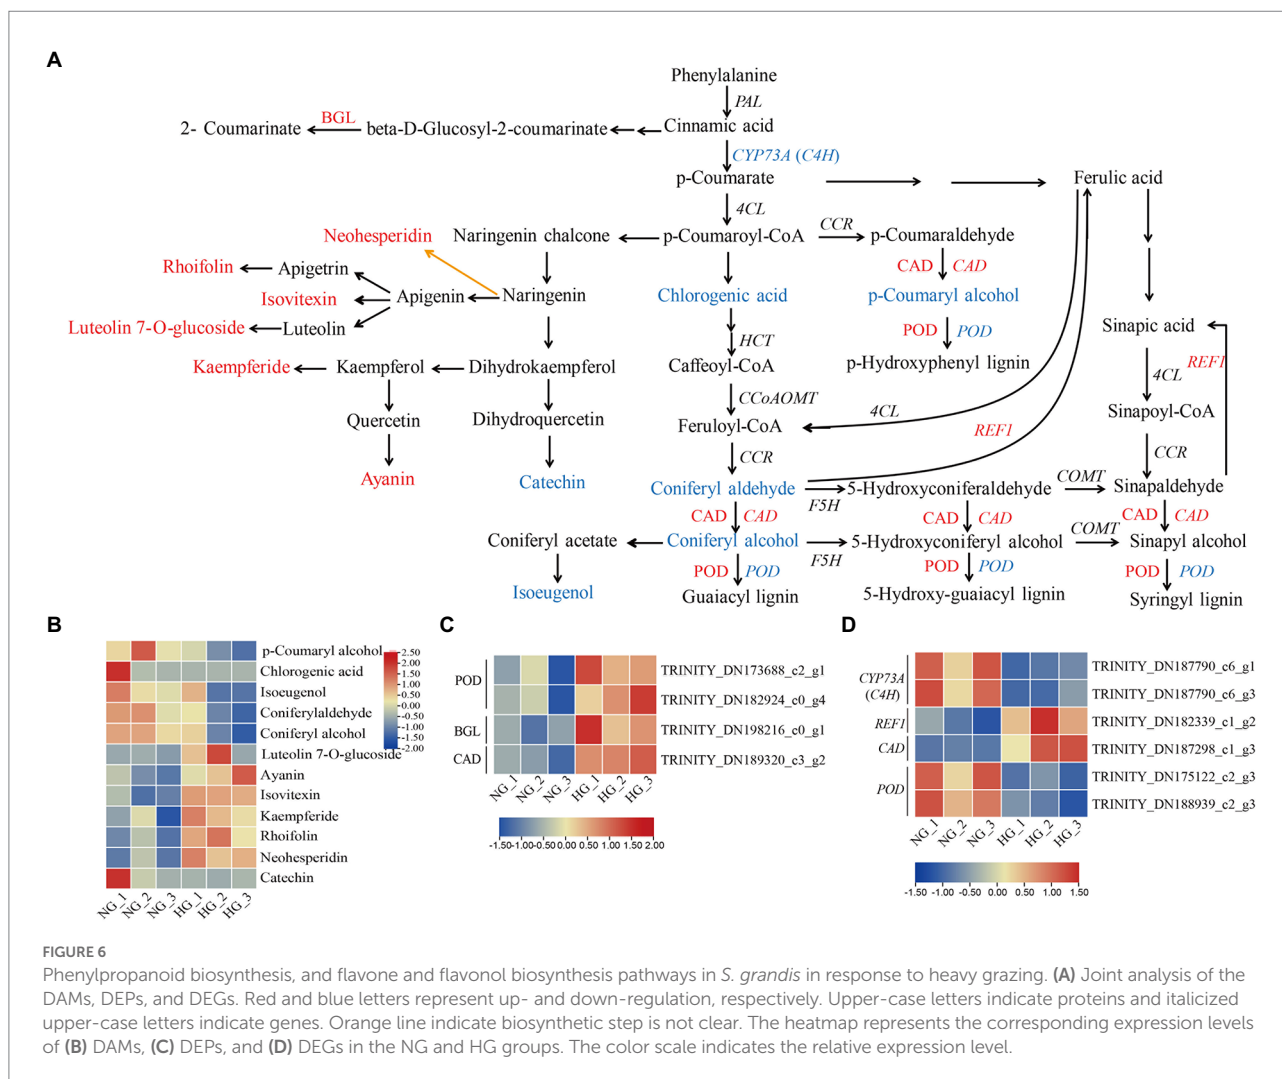 A
Phenylalanine
PAL
2- Coumarinate
BGL
beta-D-Glucosyl-2-coumarinate
Cinnamic acid
CYP73A (C4H)
p-Coumarate
Ferulic acid
4CL
Neohesperidin
Naringenin chalcone
p-Coumaroyl-CoA
CCR
p-Coumaraldehyde
Rhoifolin
Apigetrin
CAD
CAD
Isovitexin
Apigenin
Naringenin
Chlorogenic acid
p-Coumaryl alcohol
Luteolin 7-O-glucoside
Luteolin
HCT
POD
POD
Sinapic acid
Kaempferide
Kaempferol
Dihydrokaempferol
Caffeoyl-CoA
p-Hydroxyphenyl lignin
4CL
REF1
CCoAOMT
Quercetin
Dihydroquercetin
Feruloyl-CoA
4CL
REF1
Sinapoyl-CoA
CCR
CCR
Ayanin
Catechin
Coniferyl aldehyde
F5H
5-Hydroxyconiferaldehyde
COMT
Sinapaldehyde
CAD
CAD
CAD
CAD
CAD
CAD
Coniferyl acetate
Coniferyl alcohol
F5H
5-Hydroxyconiferyl alcohol
COMT
Sinapyl alcohol
POD
POD
POD
POD
POD
POD
Isoeugenol
Guaiacyl lignin
5-Hydroxy-guaiacyl lignin
Syringyl lignin
B
p-Coumaryl alcohol
Chlorogenic acid
Isoeugenol
Coniferylaldehyde
Coniferyl alcohol
Luteolin 7-O-glucoside
Ayanin
Isovitexin
Kaempferide
Rhoifolin
Neohesperidin
Catechin
2.50
2.00
1.50
1.00
0.50
0.00
-0.50
-1.00
-1.50
-2.00
NG_1 NG_2 NG_3 HG_1 HG_2 HG_3
C
POD
BGL
CAD
TRINITY_DN173688_c2_g1
TRINITY_DN182924_c0_g4
TRINITY_DN198216_c0_g1
TRINITY_DN189320_c3_g2
NG_1 NG_2 NG_3 HG_1 HG_2 HG_3
-1.50 -1.00 -0.50 0.00 0.50 1.00 1.50 2.00
D
CYP73A
(C4H)
REF1
CAD
POD
TRINITY_DN187790_c6_g1
TRINITY_DN187790_c6_g3
TRINITY_DN182339_c1_g2
TRINITY_DN187298_c1_g3
TRINITY_DN175122_c2_g3
TRINITY_DN188939_c2_g3
NG_1 NG_2 NG_3 HG_1 HG_2 HG_3
-1.50 -1.00 -0.50 0.00 0.50 1.00 1.50
FIGURE 6
Phenylpropanoid biosynthesis, and flavone and flavonol biosynthesis pathways in S. grandis in response to heavy grazing. (A) Joint analysis of the
DAMs, DEPs, and DEGs. Red and blue letters represent up- and down-regulation, respectively. Upper-case letters indicate proteins and italicized
upper-case letters indicate genes. Orange line indicate biosynthetic step is not clear. The heatmap represents the corresponding expression levels
of (B) DAMs, (C) DEPs, and (D) DEGs in the NG and HG groups. The color scale indicates the relative expression level.